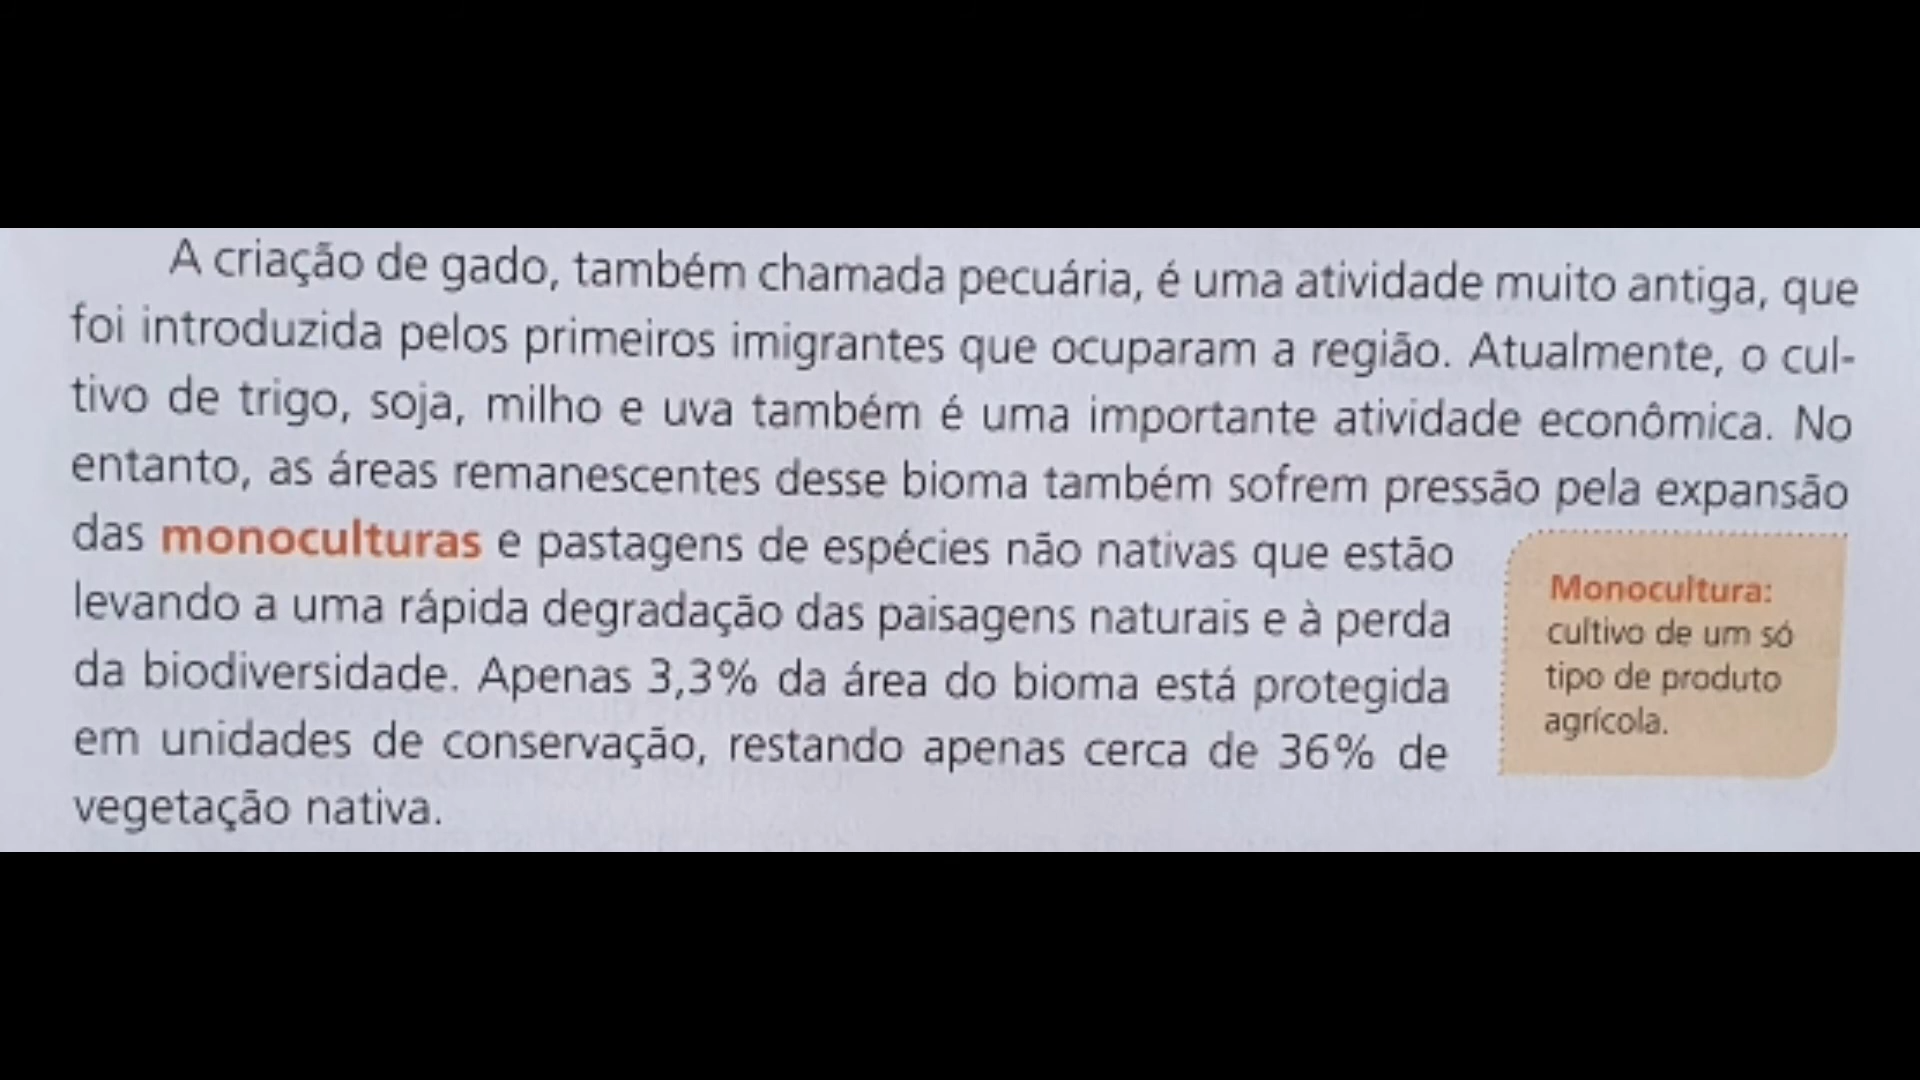 A criação de gado, também chamada pecuária, é uma atividade muito antiga, que
foi introduzida pelos primeiros imigrantes que ocuparam a região. Atualmente, o cul-
tivo de trigo, soja, milho e uva também é uma importante atividade econômica. No
entanto, as áreas remanescentes desse bioma também sofrem pressão pela expansão
das monoculturas e pastagens de espécies não nativas que estão
levando a uma rápida degradação das paisagens naturais e à perda
da biodiversidade. Apenas 3,3% da área do bioma está protegida
em unidades de conservação, restando apenas cerca de 36% de
vegetação nativa.
Monocultura:
cultivo de um só
tipo de produto
agrícola.